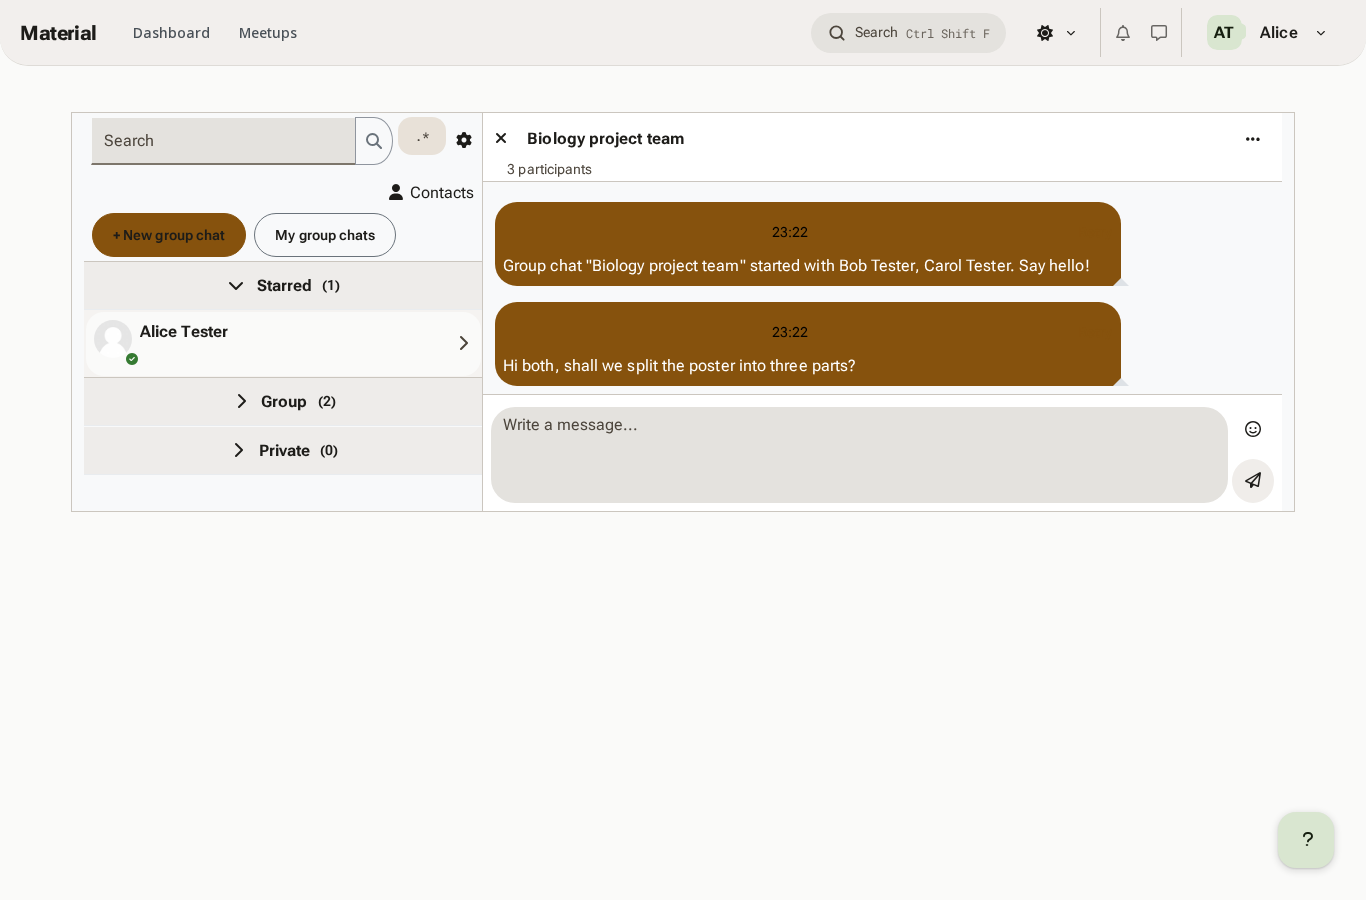 Material
Dashboard
Meetups
Search Ctrl Shift F
AT
Alice
Search
.*
Contacts
+ New group chat
My group chats
Starred (1)
Alice Tester
Group (2)
Private (0)
Biology project team
3 participants
23:22
Group chat "Biology project team" started with Bob Tester, Carol Tester. Say hello!
23:22
Hi both, shall we split the poster into three parts?
Write a message...
?